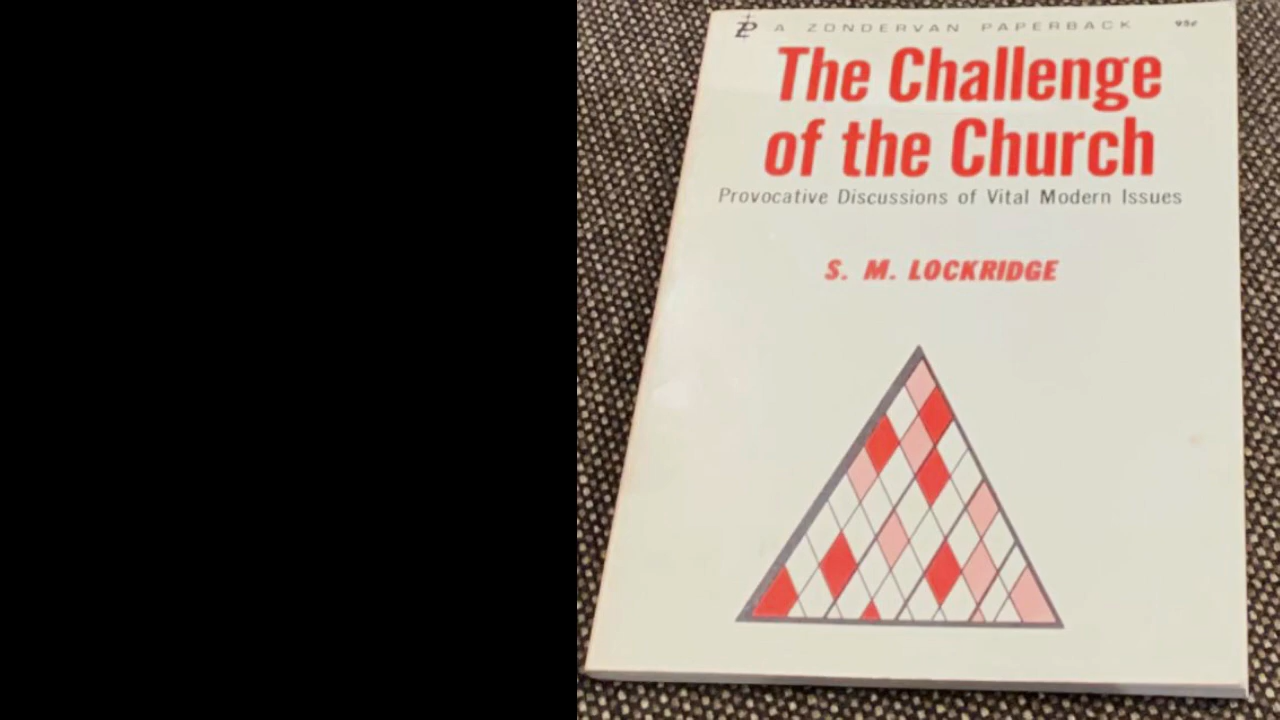 A ZONDERVAN PAPERBACK 95¢
The Challenge
of the Church
Provocative Discussions of Vital Modern Issues
S. M. LOCKRIDGE